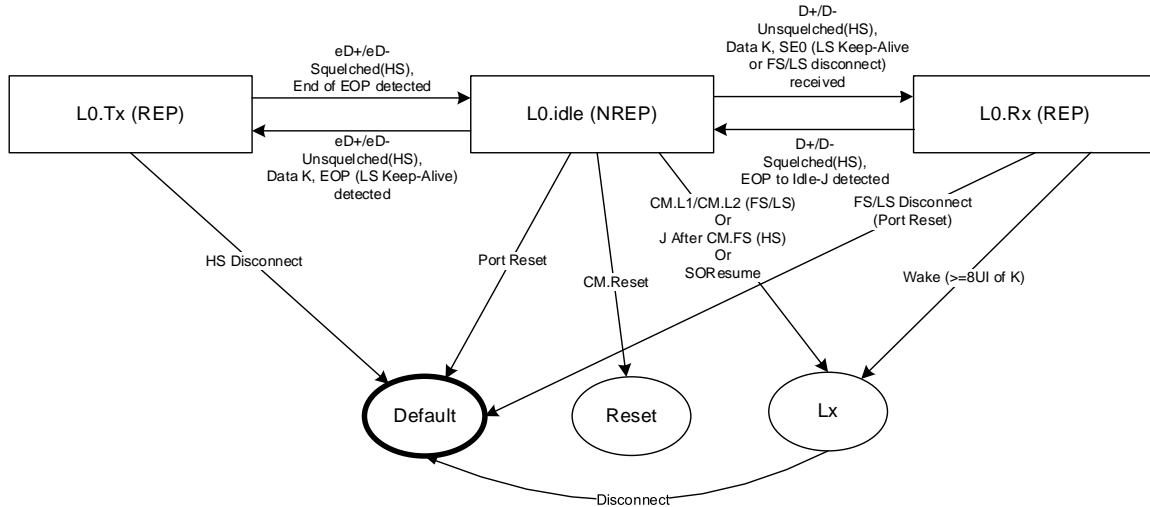 D+/D-
Unsquelched(HS),
Data K, SE0 (LS Keep-Alive
or FS/LS disconnect)
received
eD+/eD-
Squelched(HS),
End of EOP detected
L0.Tx (REP)
L0.idle (NREP)
L0.Rx (REP)
eD+/eD-
Unsquelched(HS),
Data K, EOP (LS Keep-Alive)
detected
D+/D-
Squelched(HS),
EOP to Idle-J detected
CM.L1/CM.L2 (FS/LS)
Or
J After CM.FS (HS)
Or
SOResume
FS/LS Disconnect
(Port Reset)
HS Disconnect
Port Reset
CM.Reset
Wake (>=8UI of K)
Default
Reset
Lx
Disconnect